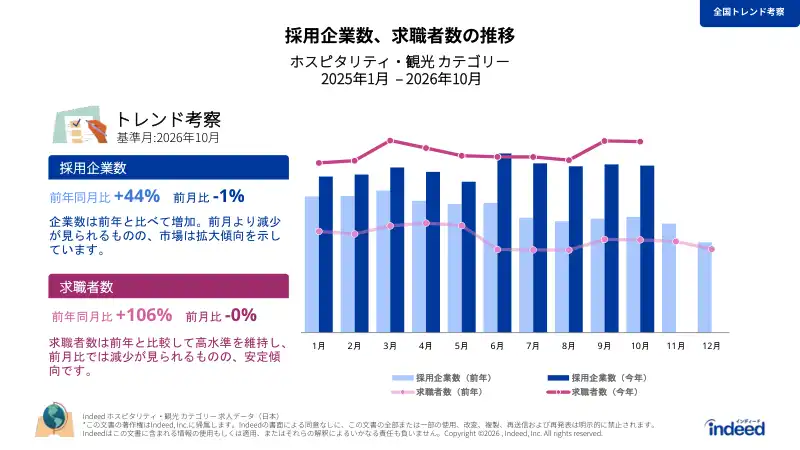 全国トレンド考察
採用企業数、求職者数の推移
ホスピタリティ・観光 カテゴリー
2025年1月 – 2026年10月
トレンド考察
基準月:2026年10月
採用企業数
前年同月比 +44% 前月比 -1%
企業数は前年と比べて増加。前月より減少
が見られるものの、市場は拡大傾向を示し
ています。
求職者数
前年同月比 +106% 前月比 -0%
求職者数は前年と比較して高水準を維持し、
前月比では減少が見られるものの、安定傾
向です。
1月 2月 3月 4月 5月 6月 7月 8月 9月 10月 11月 12月
採用企業数（前年） 採用企業数（今年）
求職者数（前年） 求職者数（今年）
Indeed ホスピタリティ・観光 カテゴリー 求人データ（日本）
*この文書の著作権はIndeed, Inc.に帰属します。Indeedの書面による同意なしに、この文書の全部または一部の使用、改変、複製、再送信および再発表は明示的に禁止されます。
Indeedはこの文書に含まれる情報の使用もしくは適用、またはそれらの解釈によるいかなる責任も負いません。Copyright ©2026 , Indeed, Inc. All rights reserved.
インディード
indeed